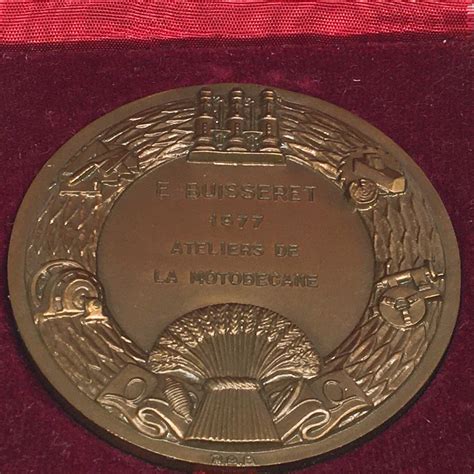 E. BUISSERET
1977
ATELIERS DE
LA MOTOBECANE